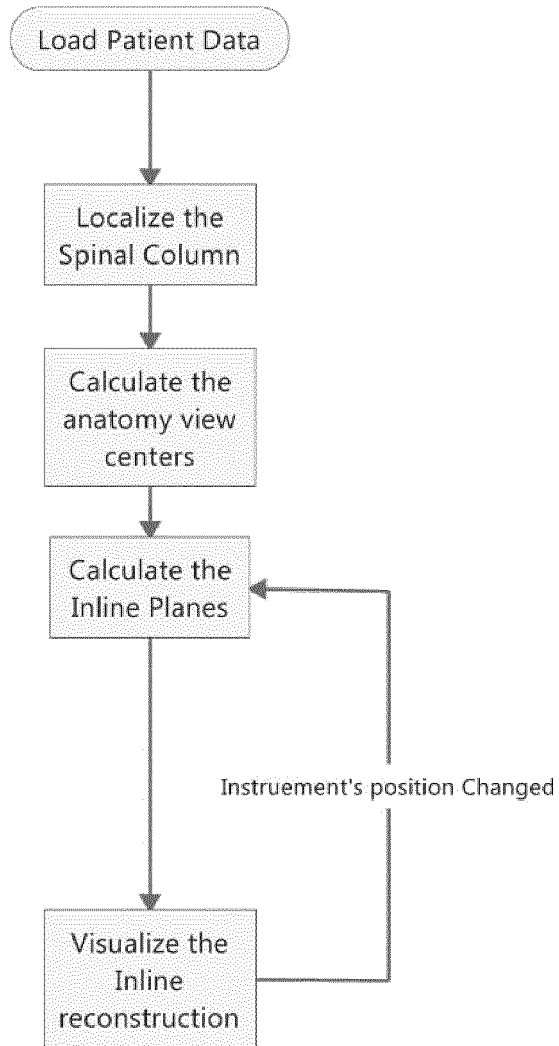 Load Patient Data
Localize the
Spinal Column
Calculate the
anatomy view
centers
Calculate the
Inline Planes
Instruement's position Changed
Visualize the
Inline
reconstruction